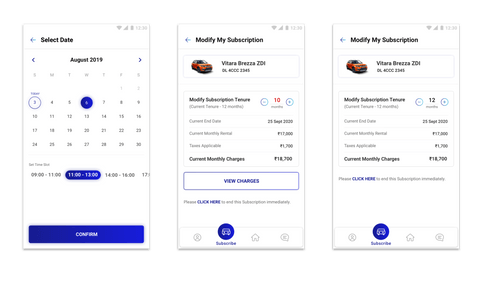 12:30
Select Date
August 2019
S M T W T F S
1 2
TODAY
3 4 5 6 7 8 9
10 11 12 13 14 15 16
17 18 19 20 21 22 23
24 25 26 27 28 29 30
Set Time Slot
09:00 - 11:00 11:00 - 13:00 14:00 - 16:00 17:
CONFIRM
12:30
Modify My Subscription
Vitara Brezza ZDI
DL 4CCC 2345
Modify Subscription Tenure
(Current Tenure - 12 months)
10
months
Current End Date 25 Sept 2020
Current Monthly Rental ₹17,000
Taxes Applicable ₹1,700
Current Monthly Charges ₹18,700
VIEW CHARGES
Please CLICK HERE to end this Subscription immediately.
Subscribe
12:30
Modify My Subscription
Vitara Brezza ZDI
DL 4CCC 2345
Modify Subscription Tenure
(Current Tenure - 12 months)
12
months
Current End Date 25 Sept 2020
Current Monthly Rental ₹17,000
Taxes Applicable ₹1,700
Current Monthly Charges ₹18,700
Please CLICK HERE to end this Subscription immediately.
Subscribe